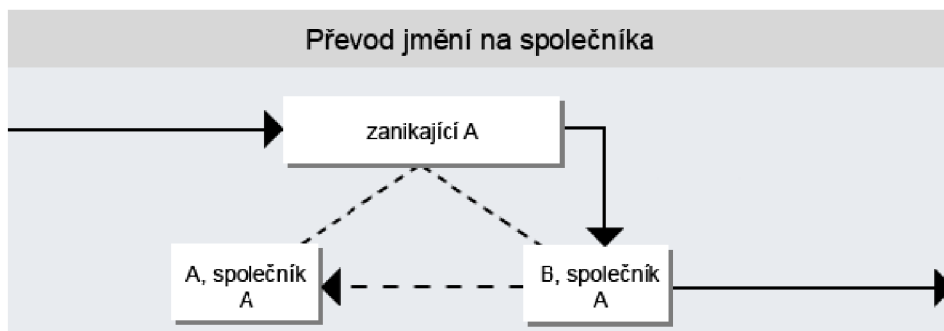 Převod jmění na společníka
zanikající A
A, společník
A
B, společník
A